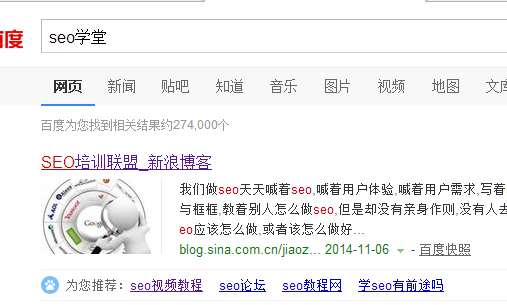 百度
seo学堂
网页 新闻 贴吧 知道 音乐 图片 视频 地图 文库
百度为您找到相关结果约274,000个
SEO培训联盟_新浪博客
我们做seo天天喊着seo,喊着用户体验,喊着用户需求,写着
与框框,教着别人怎么做seo,但是却没有亲身作则,没有人去
eo应该怎么做,或者该怎么做好...
blog.sina.com.cn/jiaoz... 2014-11-06 - 百度快照
为您推荐: seo视频教程 seo论坛 seo教程网 学seo有前途吗